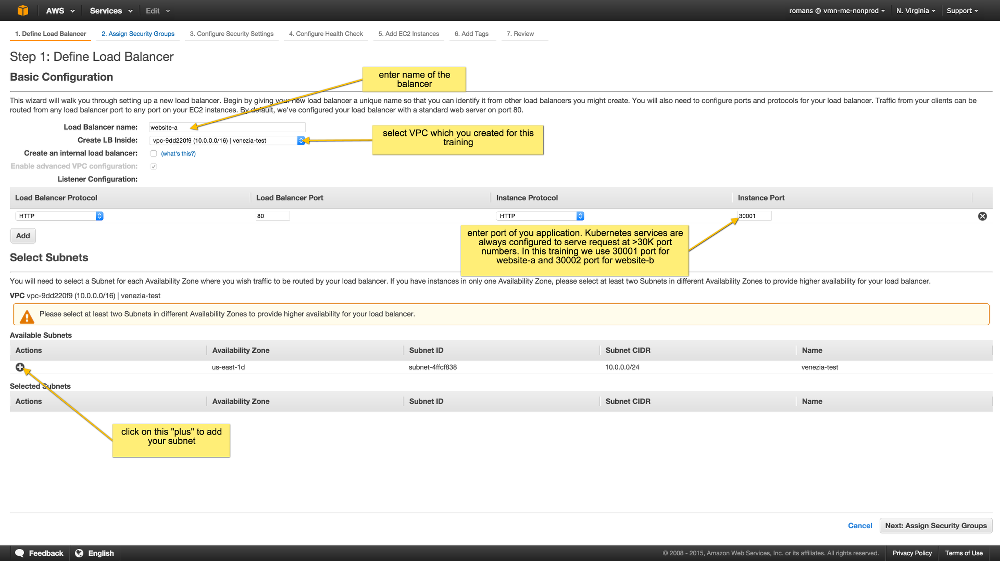 AWS Services Edit romans @ vmn-me-nonprod N. Virginia Support
1. Define Load Balancer 2. Assign Security Groups 3. Configure Security Settings 4. Configure Health Check 5. Add EC2 Instances 6. Add Tags 7. Review
Step 1: Define Load Balancer
Basic Configuration
enter name of the
balancer
This wizard will walk you through setting up a new load balancer. Begin by giving your new load balancer a unique name so that you can identify it from other load balancers you might create. You will also need to configure ports and protocols for your load balancer. Traffic from your clients can be
routed from any load balancer port to any port on your EC2 instances. By default, we've configured your load balancer with a standard web server on port 80.
Load Balancer name: website-a
Create LB Inside: vpc-9dd220f9 (10.0.0.0/16) | venezia-test
select VPC which you created for this
training
Create an internal load balancer: (what's this?)
Enable advanced VPC configuration:
Listener Configuration:
Load Balancer Protocol Load Balancer Port Instance Protocol Instance Port
HTTP 80 HTTP 30001
Add
enter port of you application. Kubernetes services are
always configured to serve request at >30K port
numbers. In this training we use 30001 port for
website-a and 30002 port for website-b
Select Subnets
You will need to select a Subnet for each Availability Zone where you wish traffic to be routed by your load balancer. If you have instances in only one Availability Zone, please select at least two Subnets in different Availability Zones to provide higher availability for your load balancer.
VPC vpc-9dd220f9 (10.0.0.0/16) | venezia-test
Please select at least two Subnets in different Availability Zones to provide higher availability for your load balancer.
Available Subnets
Actions Availability Zone Subnet ID Subnet CIDR Name
us-east-1d subnet-4ffcf838 10.0.0.0/24 venezia-test
Selected Subnets
Actions Availability Zone Subnet ID Subnet CIDR Name
click on this "plus" to add
your subnet
Cancel Next: Assign Security Groups
Feedback English © 2008 - 2015, Amazon Web Services, Inc. or its affiliates. All rights reserved. Privacy Policy Terms of Use